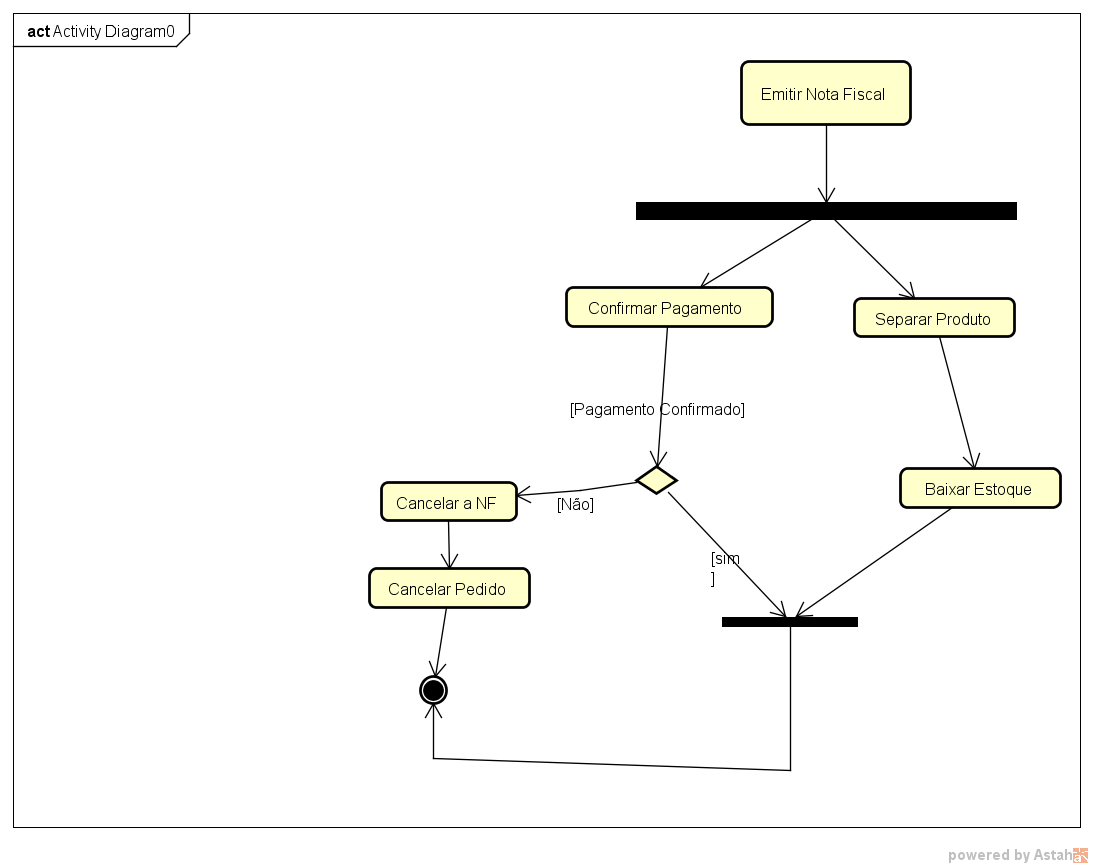 act Activity Diagram0
Emitir Nota Fiscal
Confirmar Pagamento
Separar Produto
[Pagamento Confirmado]
Cancelar a NF
[Não]
Baixar Estoque
[sim
]
Cancelar Pedido
powered by Astah